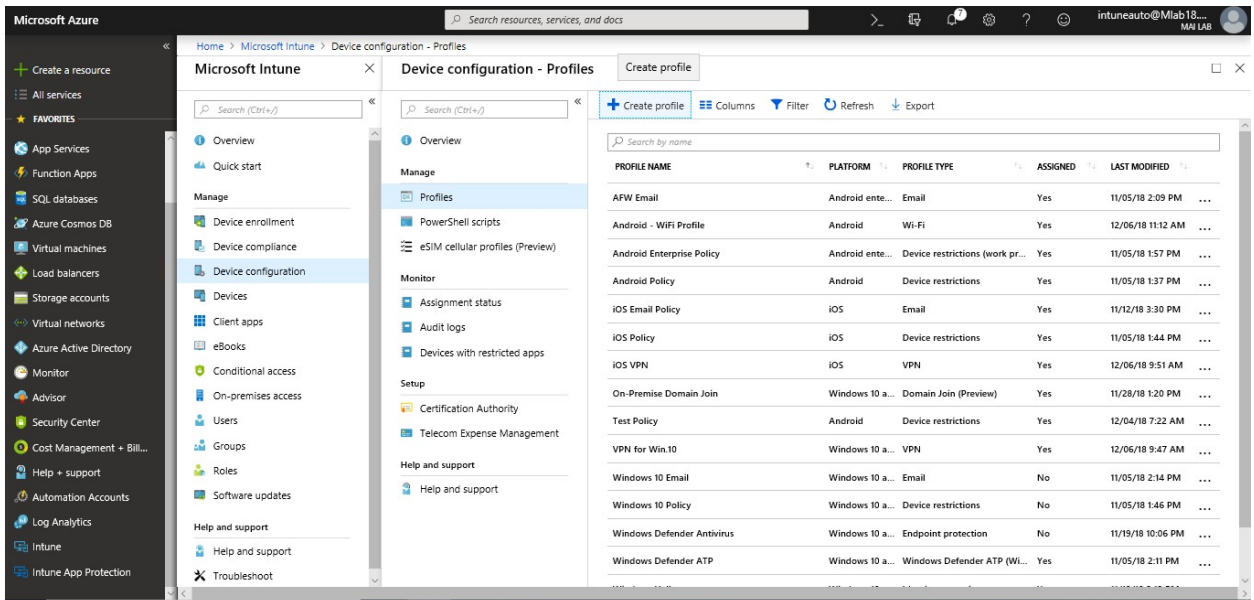 Microsoft Azure
Search resources, services, and docs
7
intuneauto@Mlab18....
MAI LAB
Create a resource
All services
FAVORITES
App Services
Function Apps
SQL databases
Azure Cosmos DB
Virtual machines
Load balancers
Storage accounts
Virtual networks
Azure Active Directory
Monitor
Advisor
Security Center
Cost Management + Bill...
Help + support
Automation Accounts
Log Analytics
Intune
Intune App Protection
Home > Microsoft Intune > Device configuration - Profiles
Microsoft Intune
Search (Ctrl+/)
Overview
Quick start
Manage
Device enrollment
Device compliance
Device configuration
Devices
Client apps
eBooks
Conditional access
On-premises access
Users
Groups
Roles
Software updates
Help and support
Help and support
Troubleshoot
Device configuration - Profiles
Create profile
Search (Ctrl+/)
Overview
Manage
Profiles
PowerShell scripts
eSIM cellular profiles (Preview)
Monitor
Assignment status
Audit logs
Devices with restricted apps
Setup
Certification Authority
Telecom Expense Management
Help and support
Help and support
Create profile Columns Filter Refresh Export
Search by name
PROFILE NAME PLATFORM PROFILE TYPE ASSIGNED LAST MODIFIED
AFW Email Android ente... Email Yes 11/05/18 2:09 PM ...
Android - WiFi Profile Android Wi-Fi Yes 12/06/18 11:12 AM ...
Android Enterprise Policy Android ente... Device restrictions (work pr... Yes 11/05/18 1:57 PM ...
Android Policy Android Device restrictions Yes 11/05/18 1:37 PM ...
iOS Email Policy iOS Email Yes 11/12/18 3:30 PM ...
iOS Policy iOS Device restrictions Yes 11/05/18 1:44 PM ...
iOS VPN iOS VPN Yes 12/06/18 9:51 AM ...
On-Premise Domain Join Windows 10 a... Domain Join (Preview) Yes 11/28/18 1:20 PM ...
Test Policy Android Device restrictions Yes 12/04/18 7:22 AM ...
VPN for Win.10 Windows 10 a... VPN Yes 12/06/18 9:47 AM ...
Windows 10 Email Windows 10 a... Email No 11/05/18 2:14 PM ...
Windows 10 Policy Windows 10 a... Device restrictions No 11/05/18 1:46 PM ...
Windows Defender Antivirus Windows 10 a... Endpoint protection No 11/19/18 10:06 PM ...
Windows Defender ATP Windows 10 a... Windows Defender ATP (Wi... Yes 11/05/18 2:11 PM ...